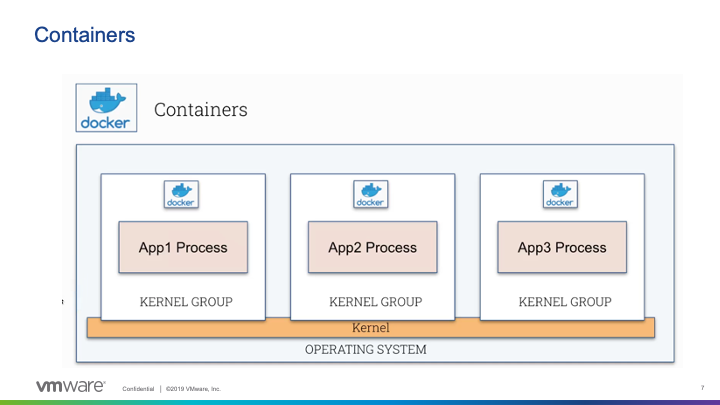 Containers
docker
Containers
docker
docker
docker
App1 Process
App2 Process
App3 Process
KERNEL GROUP
KERNEL GROUP
KERNEL GROUP
Kernel
OPERATING SYSTEM
vmware®
Confidential | ©2019 VMware, Inc.
7